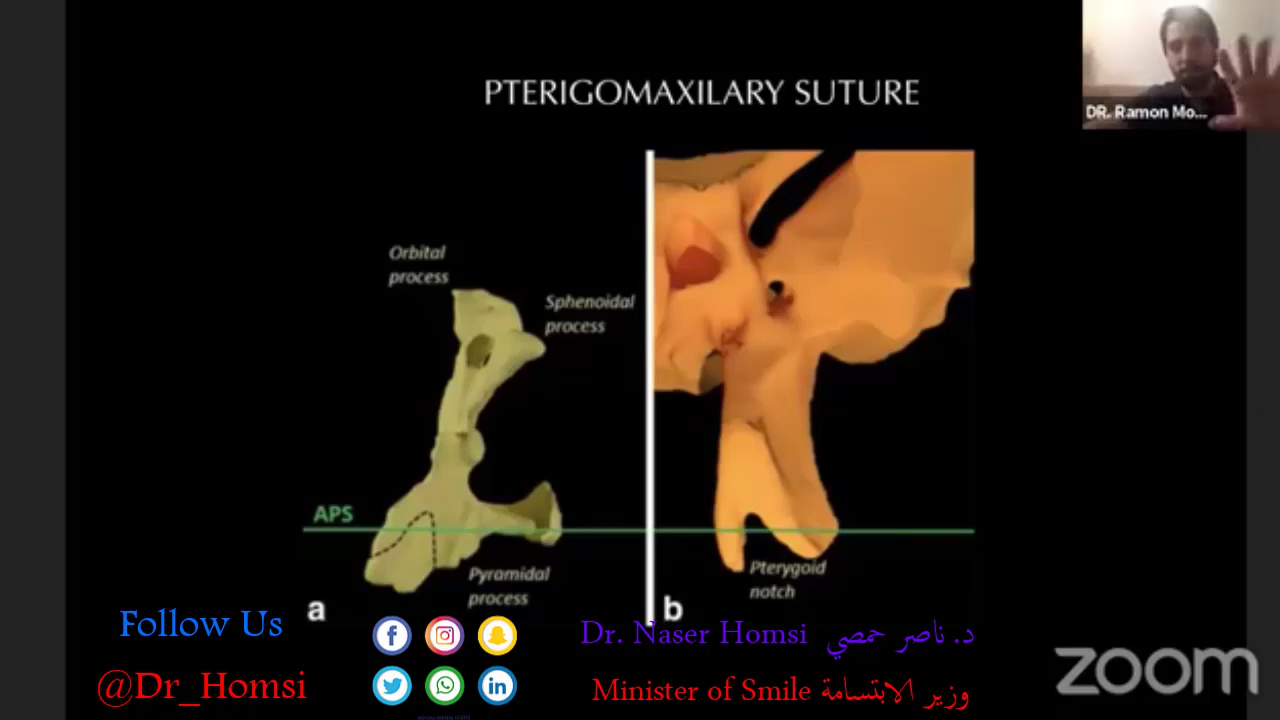 PTERIGOMAXILARY SUTURE
DR. Ramon Mo...
Orbital
process
Sphenoidal
process
APS
Pyramidal
process
Pterygoid
notch
a
b
Follow Us
@Dr_Homsi
Dr. Naser Homsi د. ناصر حمصي
Minister of Smile وزير الابتسامة
zoom